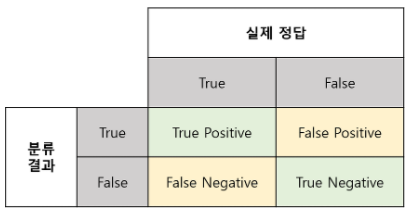 실제 정답
True False
분류
결과
True True Positive False Positive
False False Negative True Negative